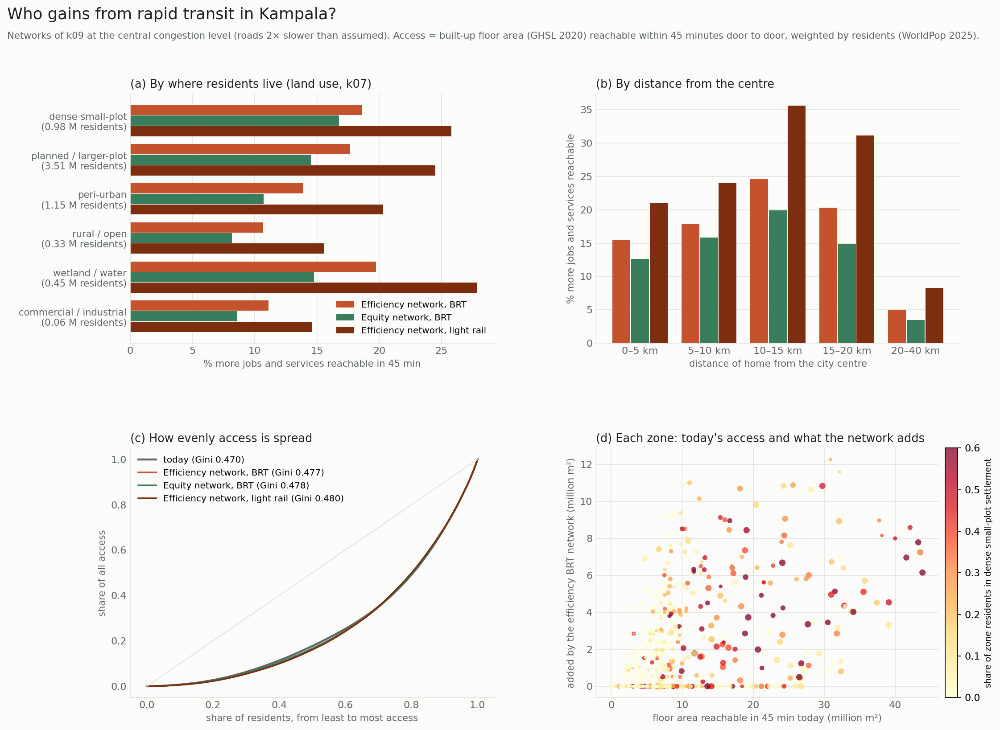 Who gains from rapid transit in Kampala?
Networks of k09 at the central congestion level (roads 2× slower than assumed). Access = built-up floor area (GHSL 2020) reachable within 45 minutes door to door, weighted by residents (WorldPop 2025).
(a) By where residents live (land use, k07)
dense small-plot
(0.98 M residents)
planned / larger-plot
(3.51 M residents)
peri-urban
(1.15 M residents)
rural / open
(0.33 M residents)
wetland / water
(0.45 M residents)
commercial / industrial
(0.06 M residents)
Efficiency network, BRT
Equity network, BRT
Efficiency network, light rail
0 5 10 15 20 25
% more jobs and services reachable in 45 min
(b) By distance from the centre
% more jobs and services reachable
35
30
25
20
15
10
5
0
0–5 km 5–10 km 10–15 km 15–20 km 20–40 km
distance of home from the city centre
(c) How evenly access is spread
today (Gini 0.470)
Efficiency network, BRT (Gini 0.477)
Equity network, BRT (Gini 0.478)
Efficiency network, light rail (Gini 0.480)
share of all access
1.0
0.8
0.6
0.4
0.2
0.0
0.0 0.2 0.4 0.6 0.8 1.0
share of residents, from least to most access
(d) Each zone: today's access and what the network adds
added by the efficiency BRT network (million m²)
12
10
8
6
4
2
0
0 10 20 30 40
floor area reachable in 45 min today (million m²)
0.6
0.5
0.4
0.3
0.2
0.1
0.0
share of zone residents in dense small-plot settlement